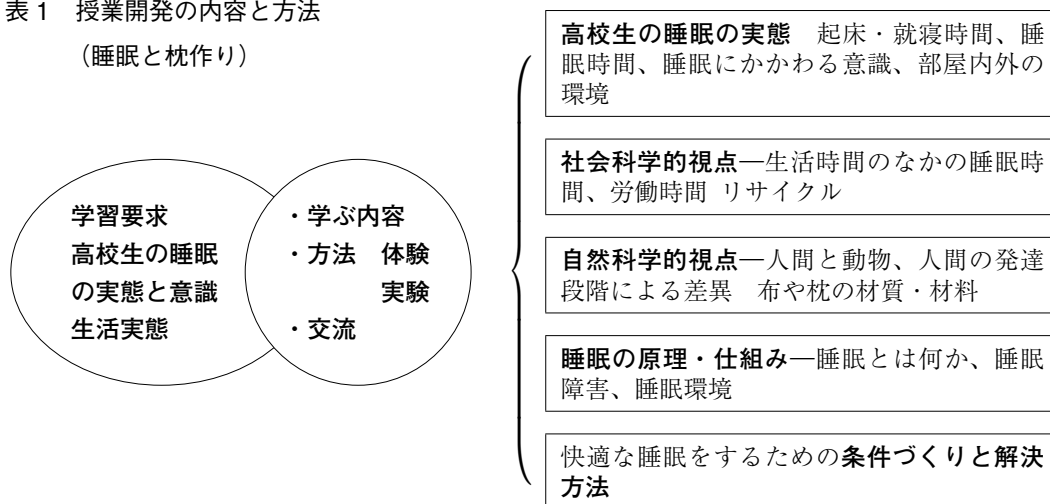 表1 授業開発の内容と方法
（睡眠と枕作り）
学習要求
高校生の睡眠
の実態と意識
生活実態
・学ぶ内容
・方法 体験
実験
・交流
高校生の睡眠の実態 起床・就寝時間、睡
眠時間、睡眠にかかわる意識、部屋内外の
環境
社会科学的視点―生活時間のなかの睡眠時
間、労働時間 リサイクル
自然科学的視点―人間と動物、人間の発達
段階による差異 布や枕の材質・材料
睡眠の原理・仕組み―睡眠とは何か、睡眠
障害、睡眠環境
快適な睡眠をするための条件づくりと解決
方法